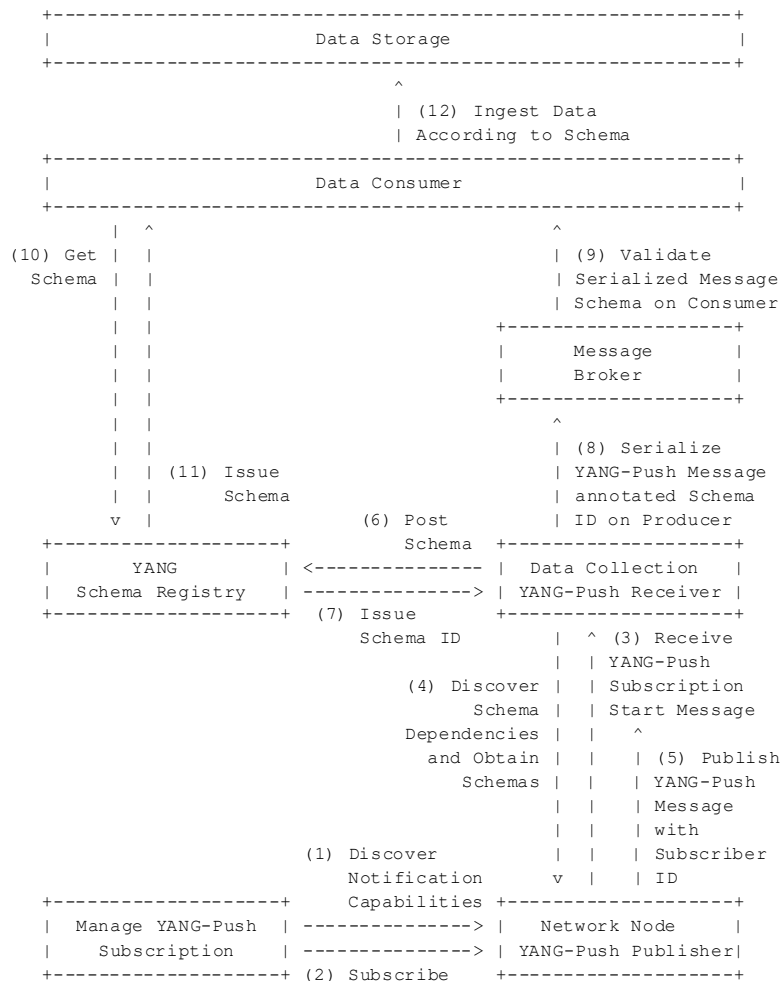 Data Storage
(12) Ingest Data
According to Schema
Data Consumer
(10) Get
Schema
(9) Validate
Serialized Message
Schema on Consumer
Message
Broker
(11) Issue
Schema
(8) Serialize
YANG-Push Message
annotated Schema
ID on Producer
(6) Post
Schema
YANG
Schema Registry
Data Collection
YANG-Push Receiver
(7) Issue
Schema ID
(3) Receive
YANG-Push
Subscription
Start Message
(4) Discover
Schema
Dependencies
and Obtain
Schemas
(5) Publish
YANG-Push
Message
with
Subscriber
ID
(1) Discover
Notification
Capabilities
Manage YANG-Push
Subscription
Network Node
YANG-Push Publisher
(2) Subscribe